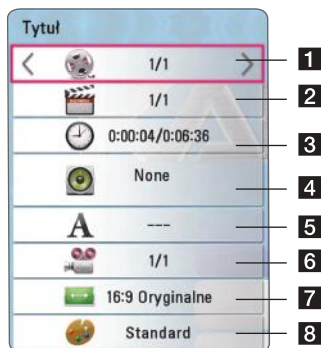 Tytuł
1/1 1
1/1 2
0:00:04/0:06:36 3
None 4
A --- 5
1/1 6
16:9 Oryginalne 7
Standard 8